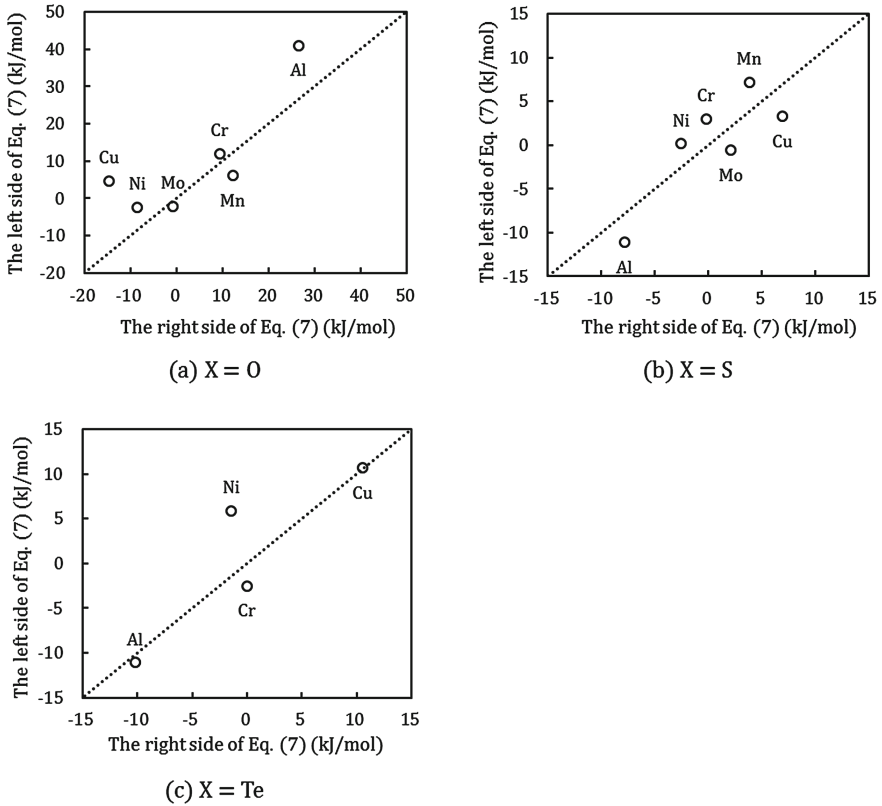 The left side of Eq. (7) (kJ/mol)
50
40
30
20
10
0
-10
-20
Al
Cr
Cu
Ni
Mo
Mn
-20
-10
0
10
20
30
40
50
The right side of Eq. (7) (kJ/mol)
(a) X = O
The left side of Eq. (7) (kJ/mol)
15
10
5
0
-5
-10
-15
Mn
Cr
Ni
Cu
Mo
Al
-15
-10
-5
0
5
10
15
The right side of Eq. (7) (kJ/mol)
(b) X = S
The left side of Eq. (7) (kJ/mol)
15
10
5
0
-5
-10
-15
Ni
Cu
Cr
Al
-15
-10
-5
0
5
10
15
The right side of Eq. (7) (kJ/mol)
(c) X = Te